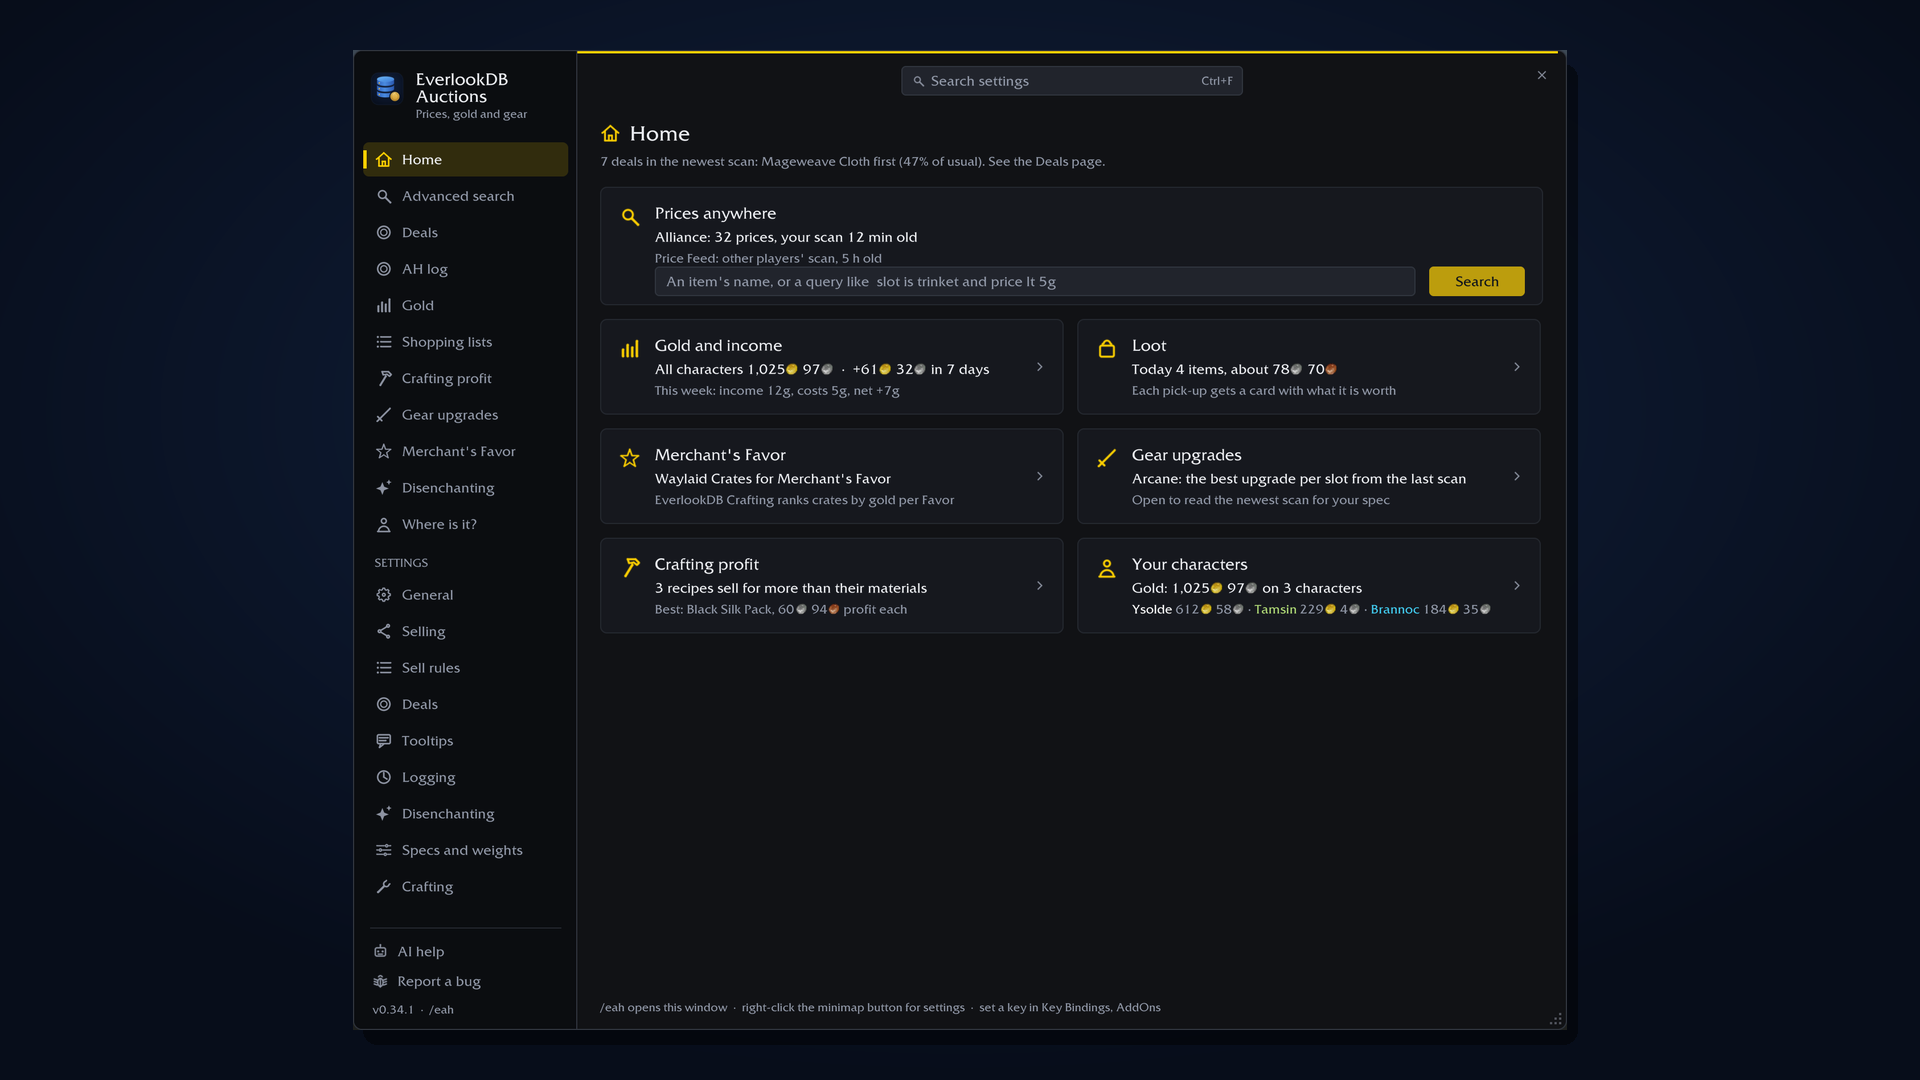 EverlookDB
Auctions
Prices, gold and gear
Home
Advanced search
Deals
AH log
Gold
Shopping lists
Crafting profit
Gear upgrades
Merchant's Favor
Disenchanting
Where is it?
SETTINGS
General
Selling
Sell rules
Deals
Tooltips
Logging
Disenchanting
Specs and weights
Crafting
AI help
Report a bug
v0.34.1 · /eah
Search settings Ctrl+F
Home
7 deals in the newest scan: Mageweave Cloth first (47% of usual). See the Deals page.
Prices anywhere
Alliance: 32 prices, your scan 12 min old
Price Feed: other players' scan, 5 h old
An item's name, or a query like slot is trinket and price lt 5g
Search
Gold and income
All characters 1,025 97 · +61 32 in 7 days
This week: income 12g, costs 5g, net +7g
Loot
Today 4 items, about 78 70
Each pick-up gets a card with what it is worth
Merchant's Favor
Waylaid Crates for Merchant's Favor
EverlookDB Crafting ranks crates by gold per Favor
Gear upgrades
Arcane: the best upgrade per slot from the last scan
Open to read the newest scan for your spec
Crafting profit
3 recipes sell for more than their materials
Best: Black Silk Pack, 60 94 profit each
Your characters
Gold: 1,025 97 on 3 characters
Ysolde 612 58 · Tamsin 229 4 · Brannoc 184 35
/eah opens this window · right-click the minimap button for settings · set a key in Key Bindings, AddOns